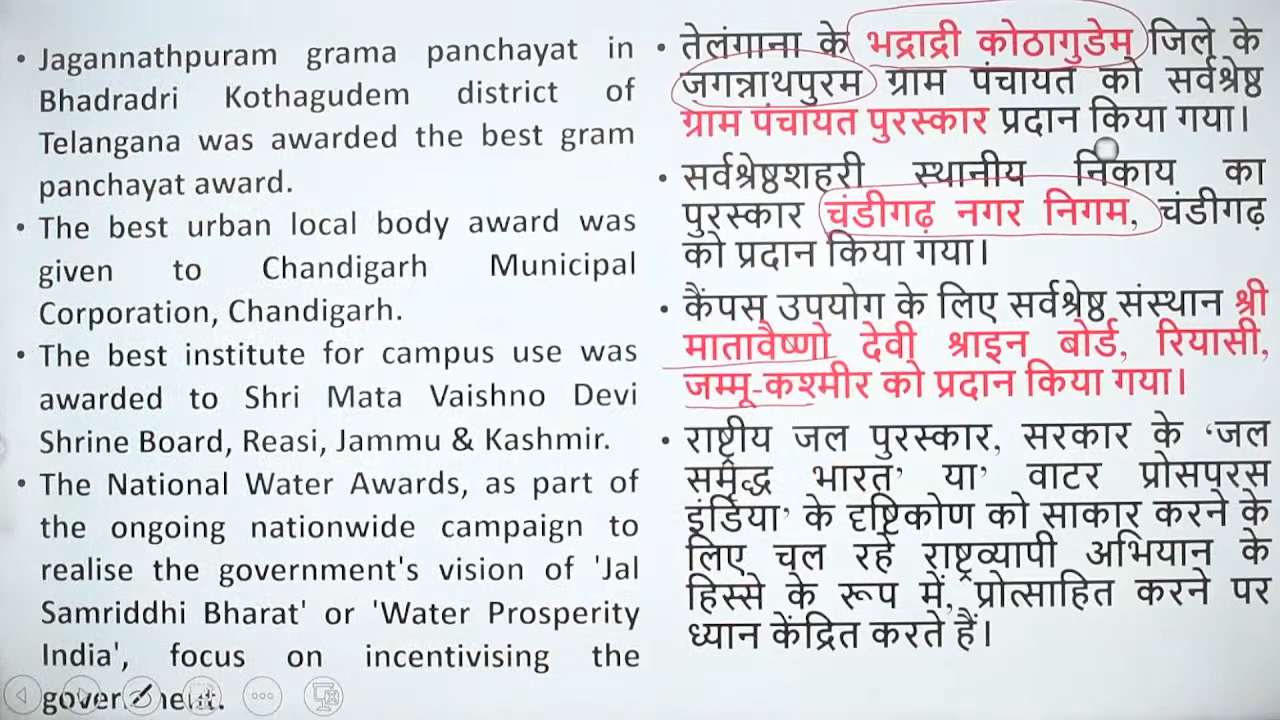 • Jagannathpuram grama panchayat in
Bhadradri Kothagudem district of
Telangana was awarded the best gram
panchayat award.
• The best urban local body award was
given to Chandigarh Municipal
Corporation, Chandigarh.
• The best institute for campus use was
awarded to Shri Mata Vaishno Devi
Shrine Board, Reasi, Jammu & Kashmir.
• The National Water Awards, as part of
the ongoing nationwide campaign to
realise the government's vision of 'Jal
Samriddhi Bharat' or 'Water Prosperity
India', focus on incentivising the
government.
• तेलंगाना के भद्राद्री कोठागुडेम जिले के
जगन्नाथपुरम ग्राम पंचायत को सर्वश्रेष्ठ
ग्राम पंचायत पुरस्कार प्रदान किया गया।
• सर्वश्रेष्ठशहरी स्थानीय निकाय का
पुरस्कार चंडीगढ़ नगर निगम, चंडीगढ़
को प्रदान किया गया।
• कैंपस उपयोग के लिए सर्वश्रेष्ठ संस्थान श्री
मातावैष्णो देवी श्राइन बोर्ड, रियासी,
जम्मू-कश्मीर को प्रदान किया गया।
• राष्ट्रीय जल पुरस्कार, सरकार के ‘जल
समृद्ध भारत’ या’ वाटर प्रोसपरस
इंडिया’ के दृष्टिकोण को साकार करने के
लिए चल रहे राष्ट्रव्यापी अभियान के
हिस्से के रूप में, प्रोत्साहित करने पर
ध्यान केंद्रित करते हैं।